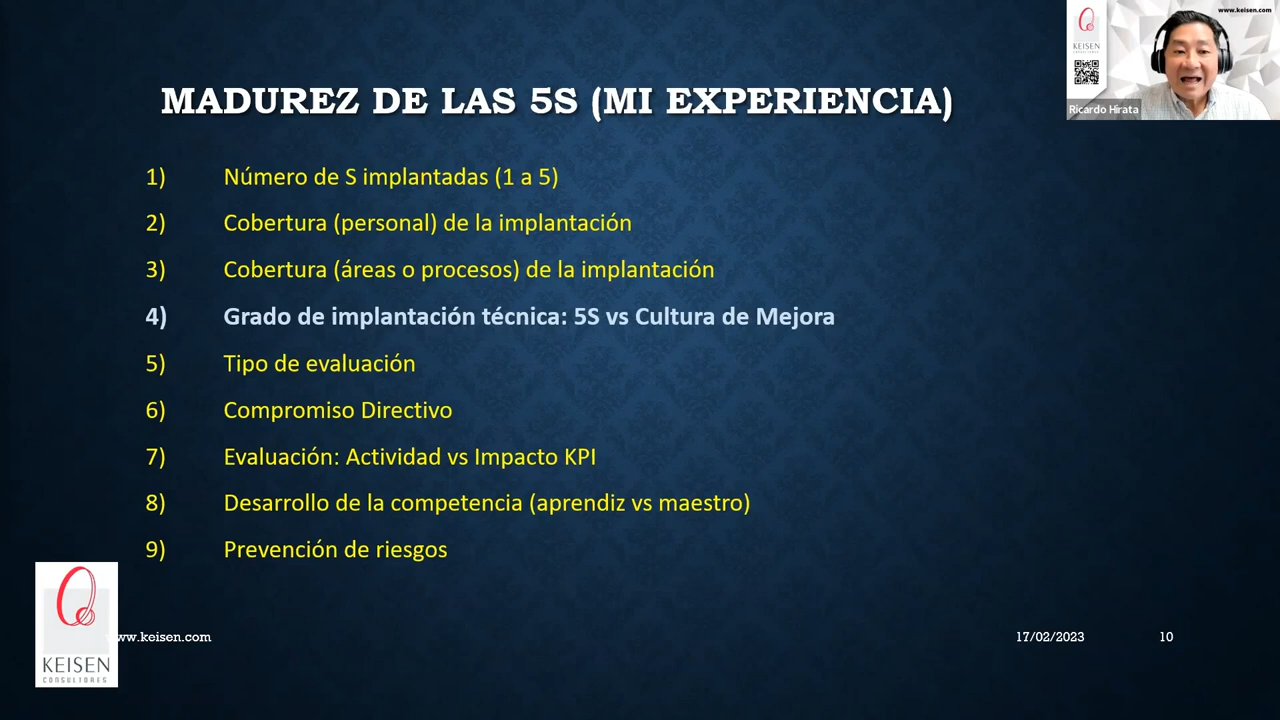 MADUREZ DE LAS 5S (MI EXPERIENCIA)
1) Número de S implantadas (1 a 5)
2) Cobertura (personal) de la implantación
3) Cobertura (áreas o procesos) de la implantación
4) Grado de implantación técnica: 5S vs Cultura de Mejora
5) Tipo de evaluación
6) Compromiso Directivo
7) Evaluación: Actividad vs Impacto KPI
8) Desarrollo de la competencia (aprendiz vs maestro)
9) Prevención de riesgos
www.keisen.com
KEISEN
CONSULTORES
17/02/2023
10
www.keisen.com
KEISEN
CONSULTORES
Ricardo Hirata